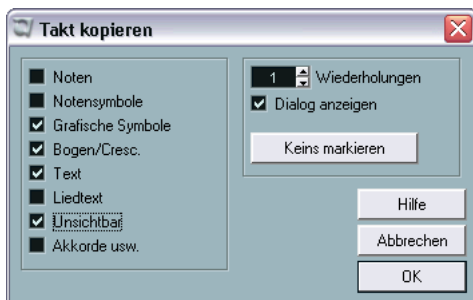 Takt kopieren
Noten
Notensymbole
Grafische Symbole
Bogen/Cresc.
Text
Liedtext
Unsichtbar
Akkorde usw.
1 Wiederholungen
Dialog anzeigen
Keins markieren
Hilfe
Abbrechen
OK